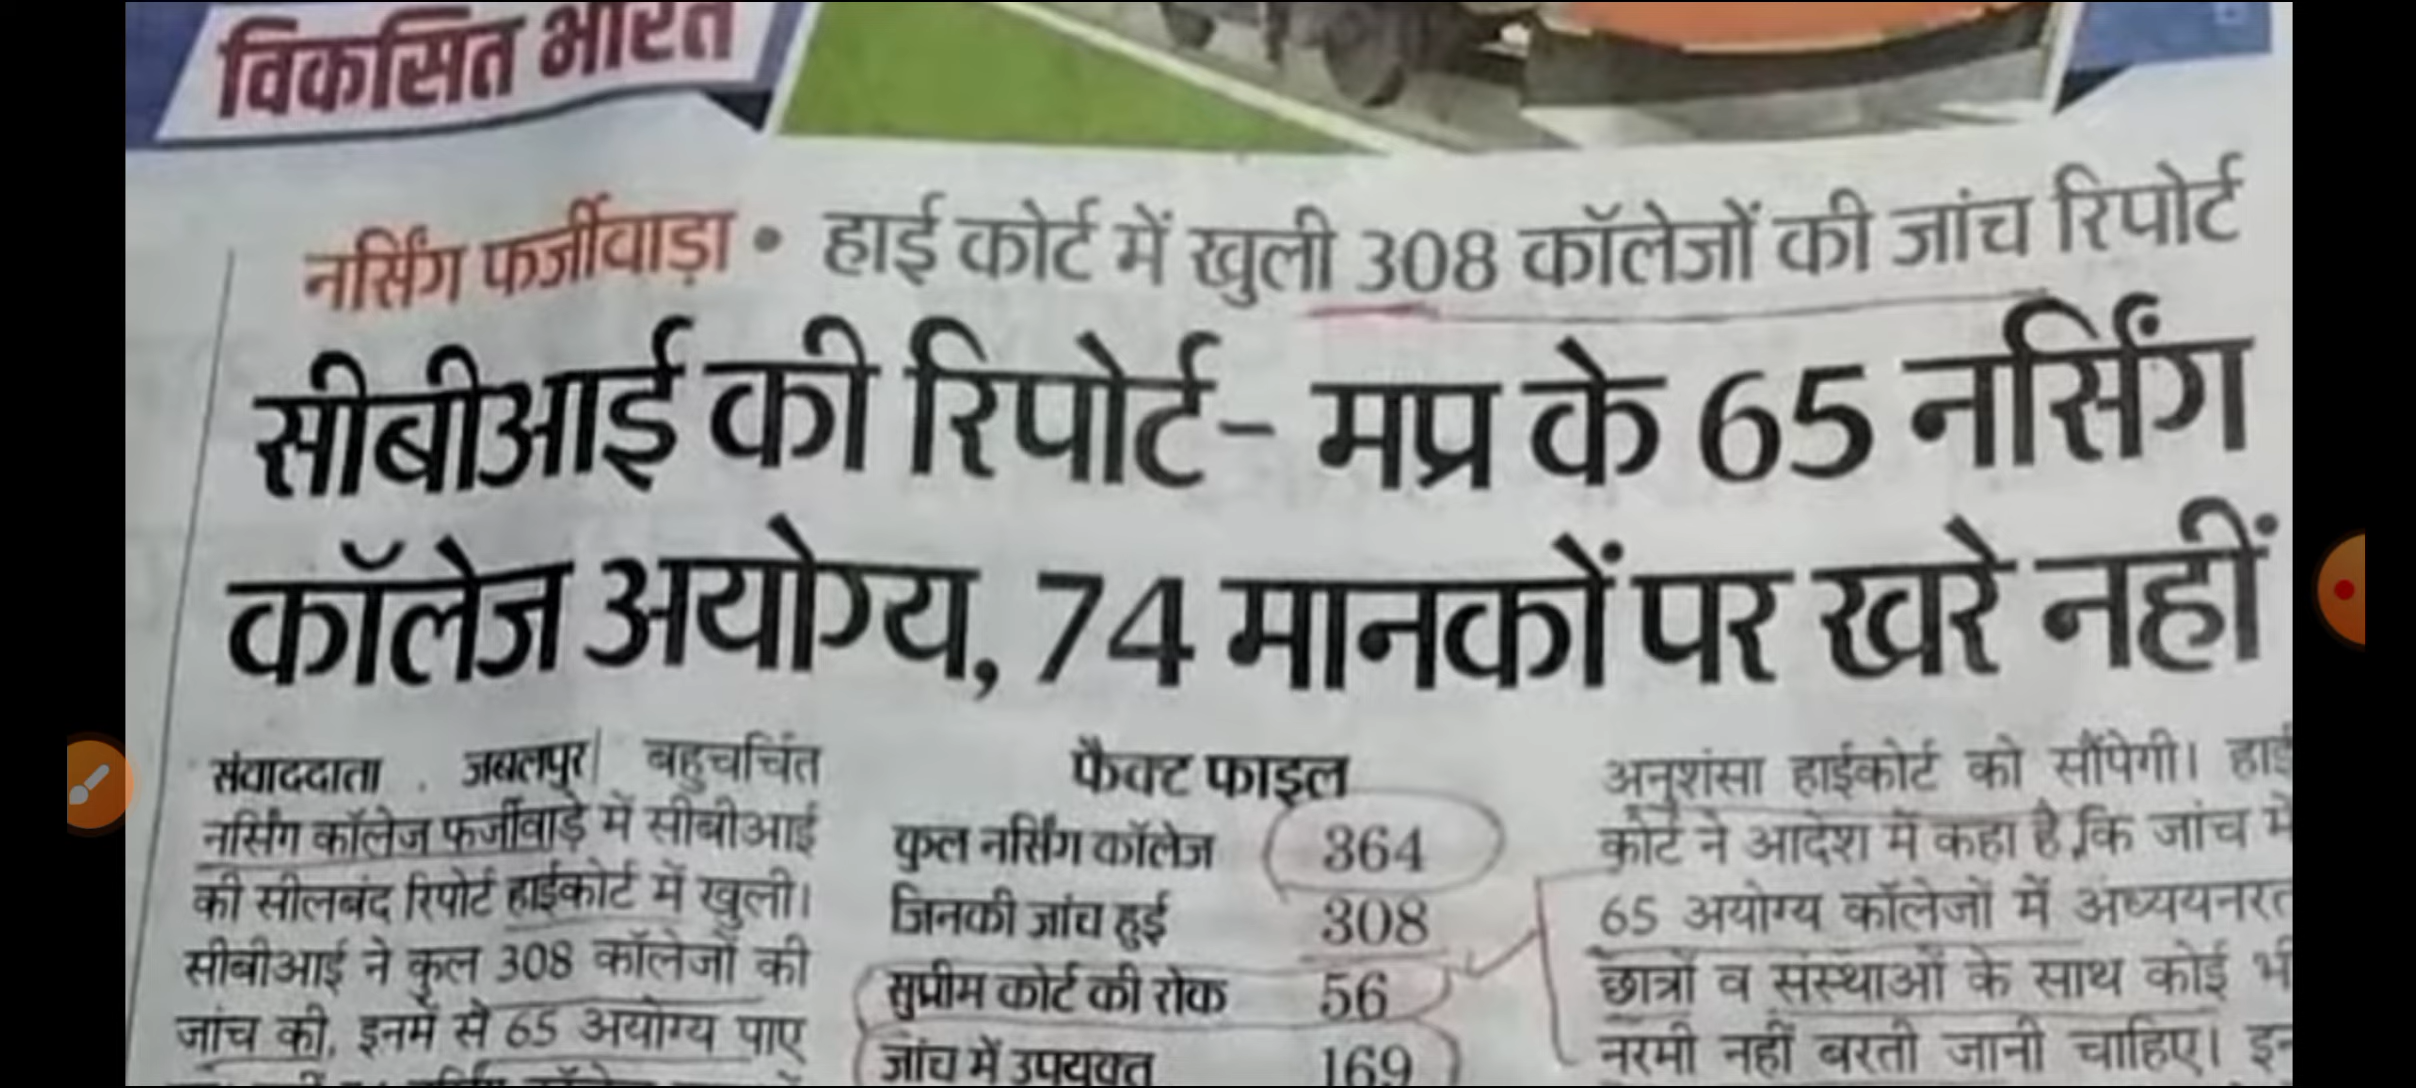 विकसित भारत
नर्सिंग फर्जीवाड़ा • हाई कोर्ट में खुली 308 कॉलेजों की जांच रिपोर्ट
सीबीआई की रिपोर्ट- मप्र के 65 नर्सिंग
कॉलेज अयोग्य, 74 मानकों पर खरे नहीं
संवाददाता . जबलपुर| बहुचर्चित
नर्सिंग कॉलेज फर्जीवाड़े में सीबीआई
की सीलबंद रिपोर्ट हाईकोर्ट में खुली।
सीबीआई ने कुल 308 कॉलेजों की
जांच की, इनमें से 65 अयोग्य पाए
फैक्ट फाइल
कुल नर्सिंग कॉलेज 364
जिनकी जांच हुई 308
सुप्रीम कोर्ट की रोक 56
जांच में उपयुक्त 169
अनुशंसा हाईकोर्ट को सौंपेगी। हाई
कोर्ट ने आदेश में कहा है कि जांच में
65 अयोग्य कॉलेजों में अध्ययनरत
छात्रों व संस्थाओं के साथ कोई भी
नरमी नहीं बरती जानी चाहिए।